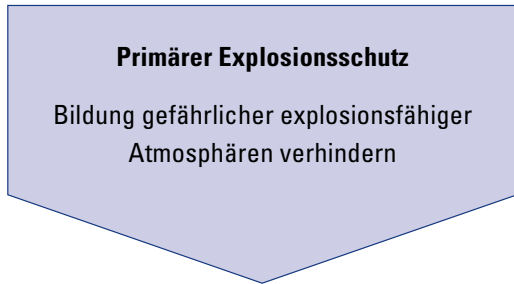 Primärer Explosionsschutz
Bildung gefährlicher explosionsfähiger
Atmosphären verhindern